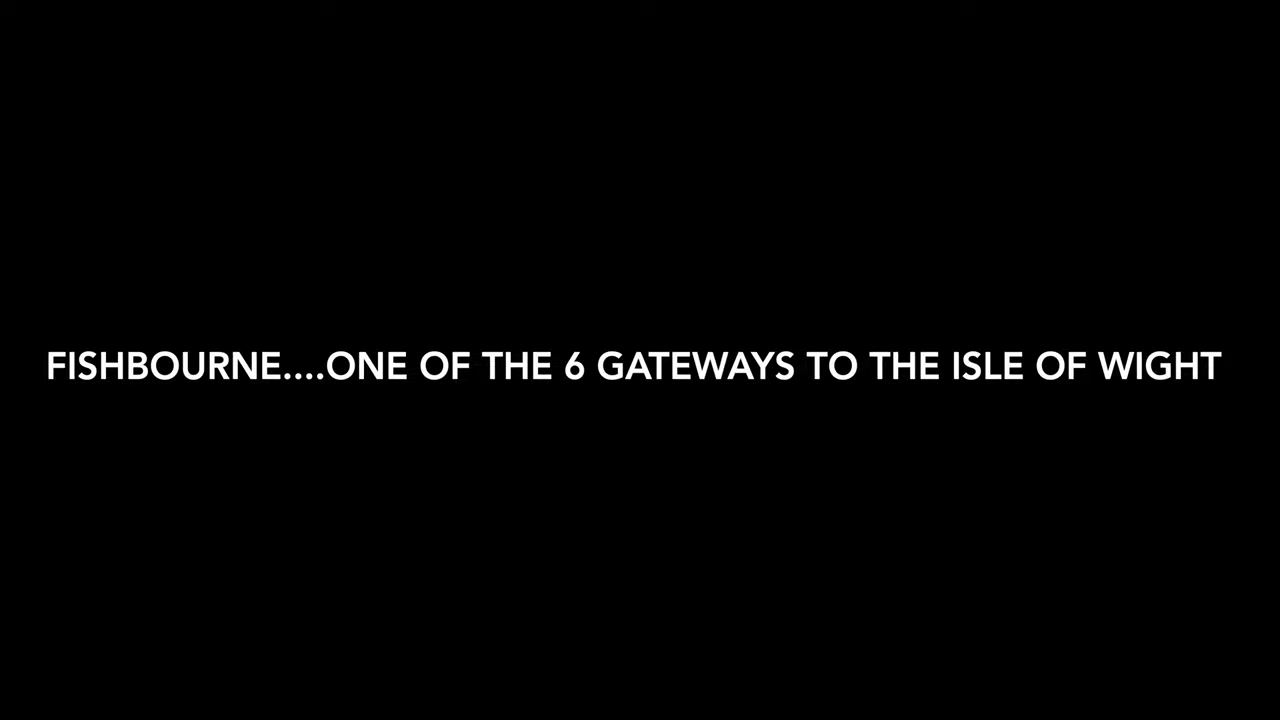 FISHBOURNE....ONE OF THE 6 GATEWAYS TO THE ISLE OF WIGHT